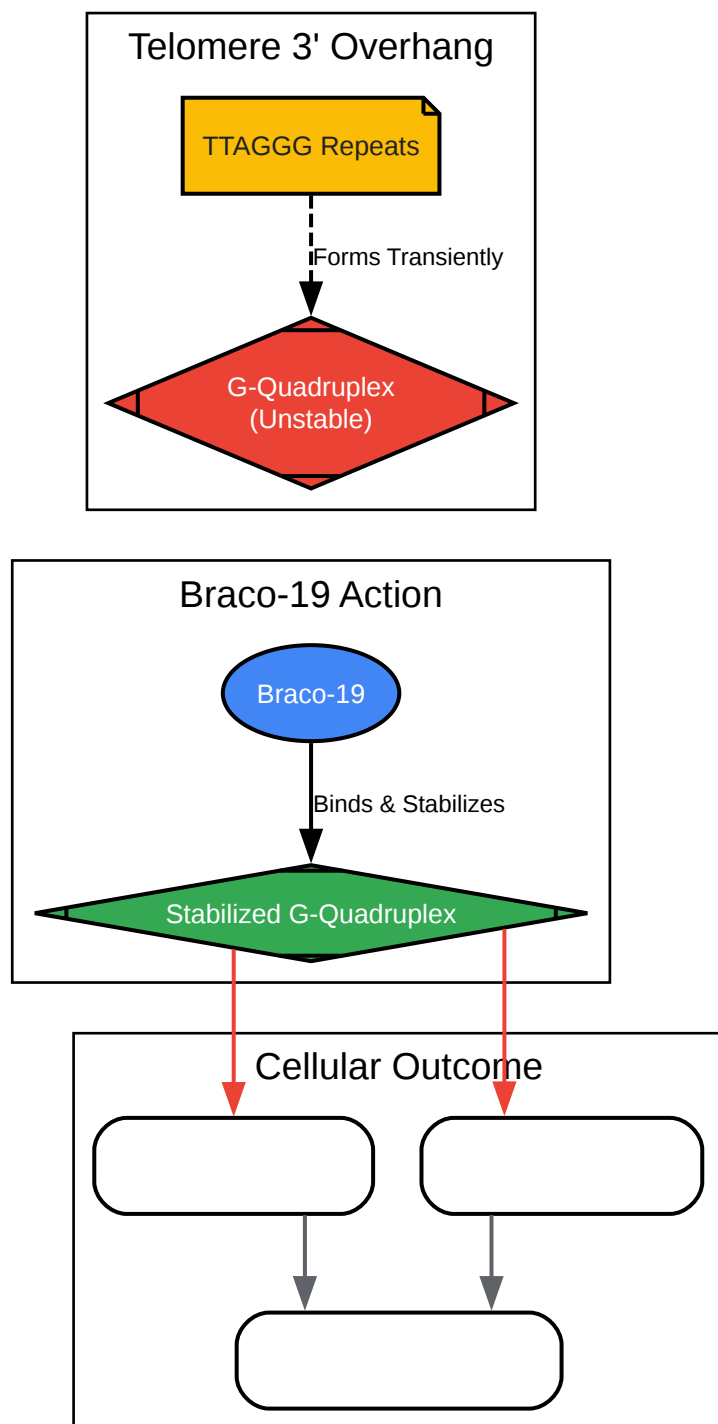 Telomere 3' Overhang
TTAGGG Repeats
Forms Transiently
G-Quadruplex
(Unstable)
Braco-19 Action
Braco-19
Binds & Stabilizes
Stabilized G-Quadruplex
Cellular Outcome